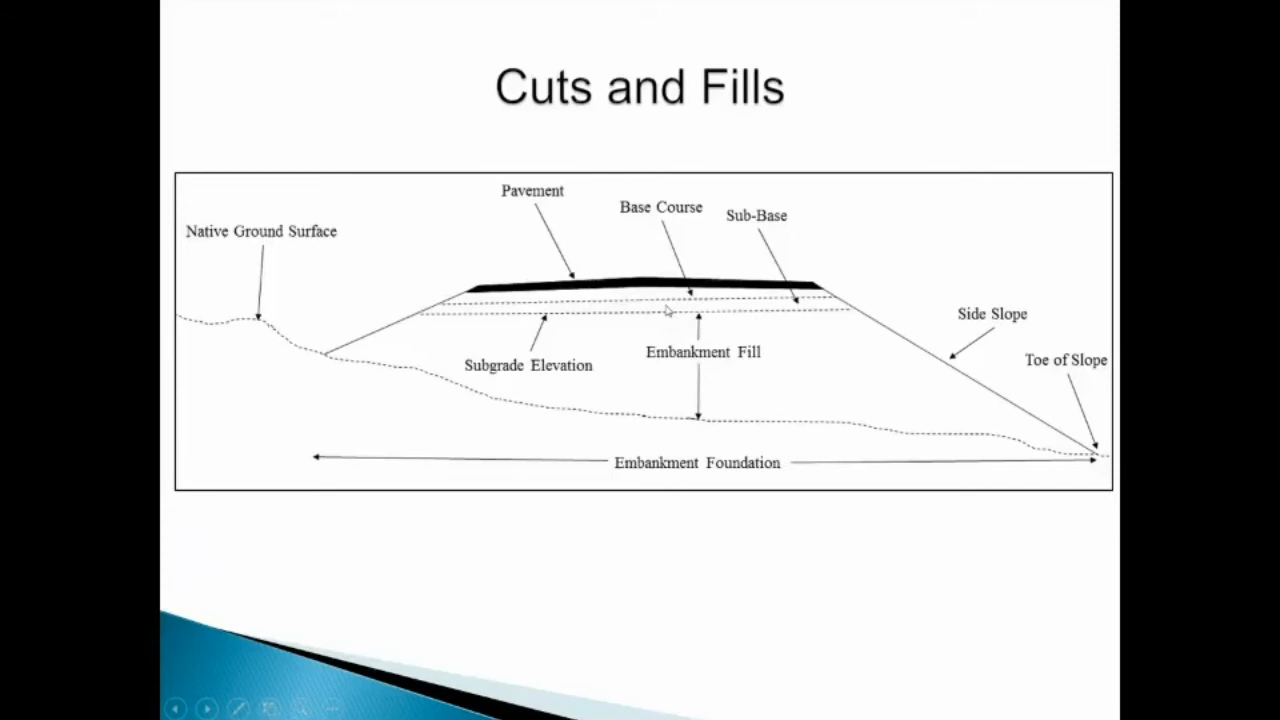 Cuts and Fills
Pavement
Base Course
Sub-Base
Native Ground Surface
Side Slope
Embankment Fill
Toe of Slope
Subgrade Elevation
Embankment Foundation